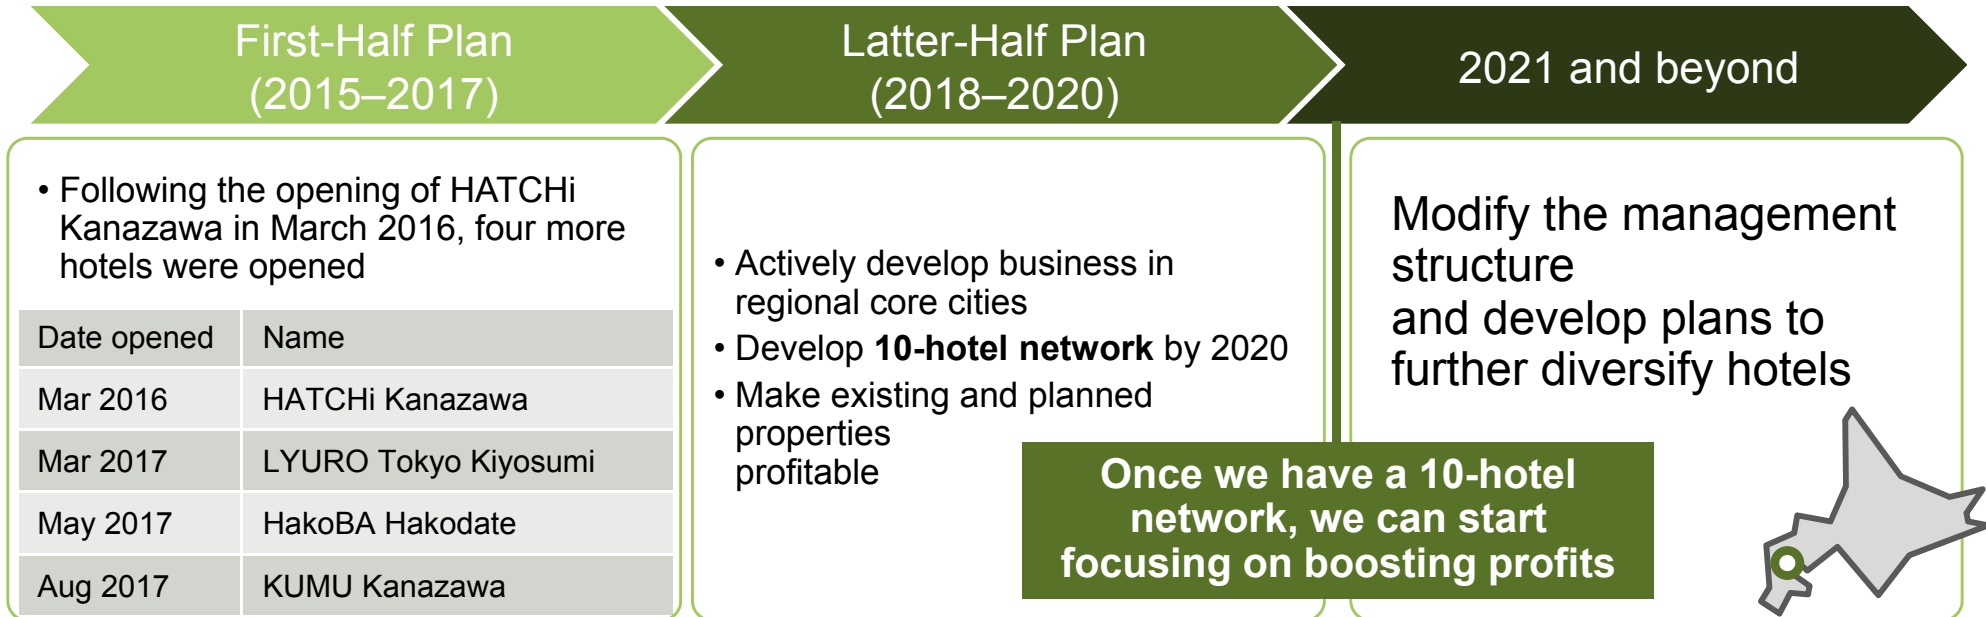 First-Half Plan
(2015–2017)
Latter-Half Plan
(2018–2020)
2021 and beyond
• Following the opening of HATCHi
Kanazawa in March 2016, four more
hotels were opened
Date opened Name
Mar 2016 HATCHi Kanazawa
Mar 2017 LYURO Tokyo Kiyosumi
May 2017 HakoBA Hakodate
Aug 2017 KUMU Kanazawa
• Actively develop business in
regional core cities
• Develop 10-hotel network by 2020
• Make existing and planned
properties
profitable
Modify the management
structure
and develop plans to
further diversify hotels
Once we have a 10-hotel
network, we can start
focusing on boosting profits